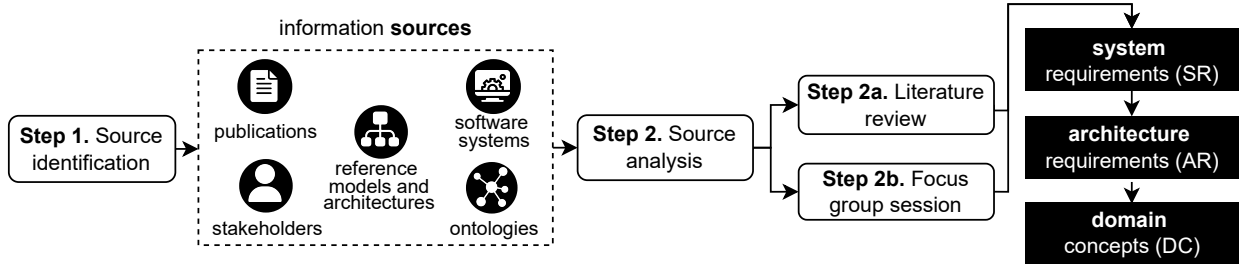 information sources
Step 1. Source
identification
publications
software
systems
reference
models and
architectures
stakeholders
ontologies
Step 2. Source
analysis
Step 2a. Literature
review
Step 2b. Focus
group session
system
requirements (SR)
architecture
requirements (AR)
domain
concepts (DC)